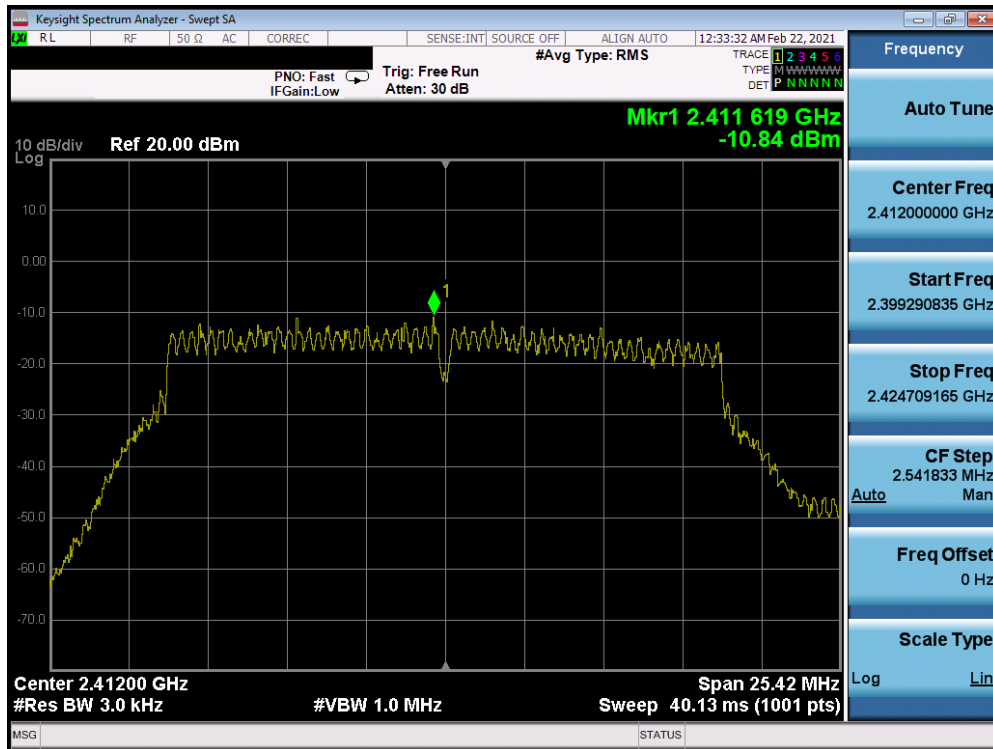 Keysight Spectrum Analyzer - Swept SA
LXI RL RF 50 Ω AC CORREC SENSE:INT SOURCE OFF ALIGN AUTO 12:33:32 AM Feb 22, 2021
#Avg Type: RMS
TRACE 1 2 3 4 5 6
TYPE M WWWWW
DET P N N N N N
PNO: Fast
IFGain:Low
Trig: Free Run
Atten: 30 dB
Mkr1 2.411 619 GHz
-10.84 dBm
10 dB/div
Log
Ref 20.00 dBm
10.0
0.00
-10.0
-20.0
-30.0
-40.0
-50.0
-60.0
-70.0
1
Center 2.41200 GHz
Span 25.42 MHz
#Res BW 3.0 kHz
#VBW 1.0 MHz
Sweep 40.13 ms (1001 pts)
MSG
STATUS
Frequency
Auto Tune
Center Freq
2.412000000 GHz
Start Freq
2.399290835 GHz
Stop Freq
2.424709165 GHz
CF Step
2.541833 MHz
Auto Man
Freq Offset
0 Hz
Scale Type
Log Lin